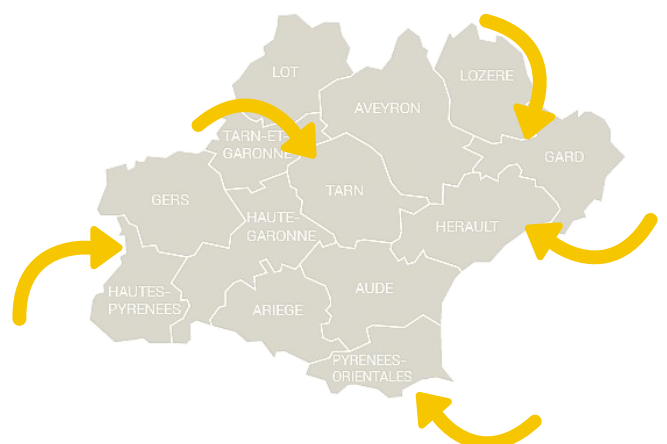 LOT
LOZERE
AVEYRON
TARN-ET-
GARONNE
GARD
TARN
GERS
HAUTE-
GARONNE
HERAULT
HAUTES-
PYRENEES
ARIEGE
AUDE
PYRENEES-
ORIENTALES